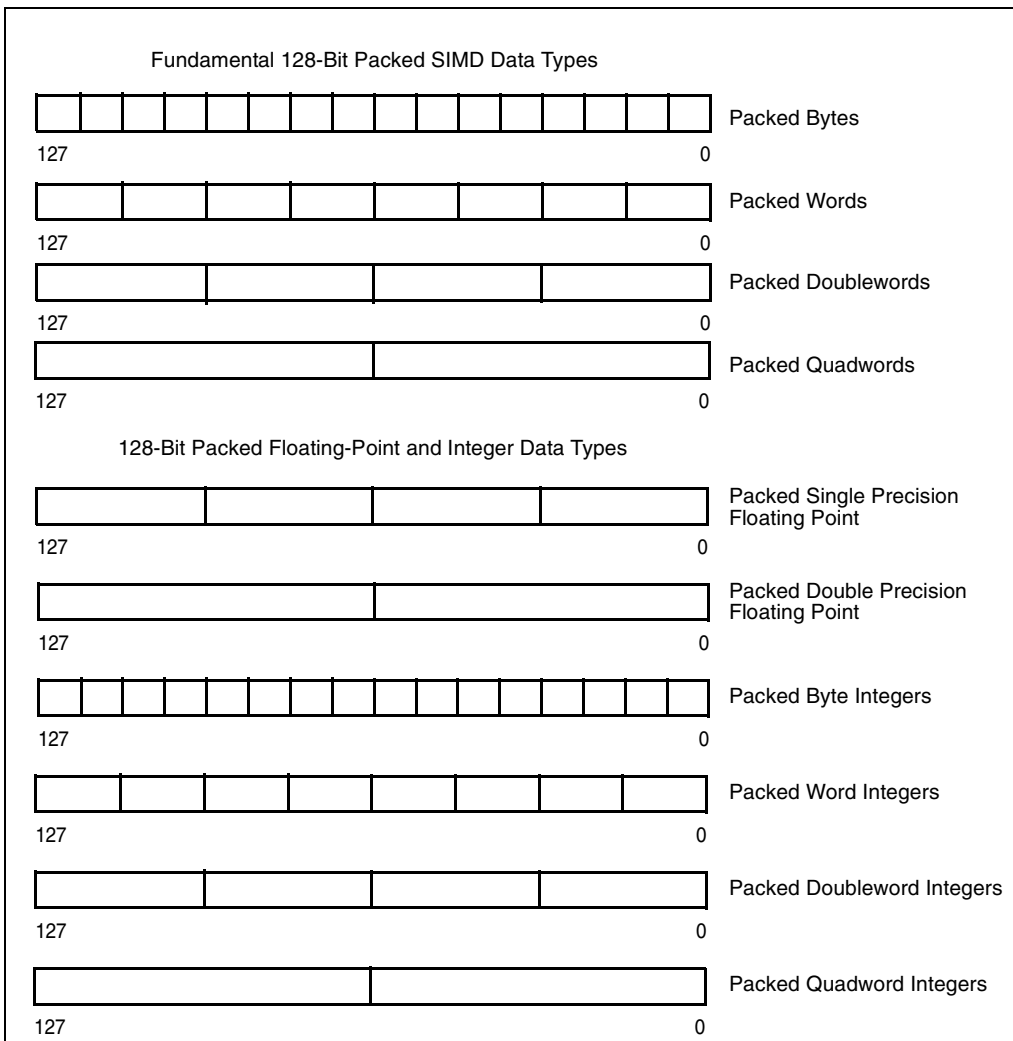 Fundamental 128-Bit Packed SIMD Data Types
Packed Bytes
127 0
Packed Words
127 0
Packed Doublewords
127 0
Packed Quadwords
127 0
128-Bit Packed Floating-Point and Integer Data Types
Packed Single Precision
Floating Point
127 0
Packed Double Precision
Floating Point
127 0
Packed Byte Integers
127 0
Packed Word Integers
127 0
Packed Doubleword Integers
127 0
Packed Quadword Integers
127 0